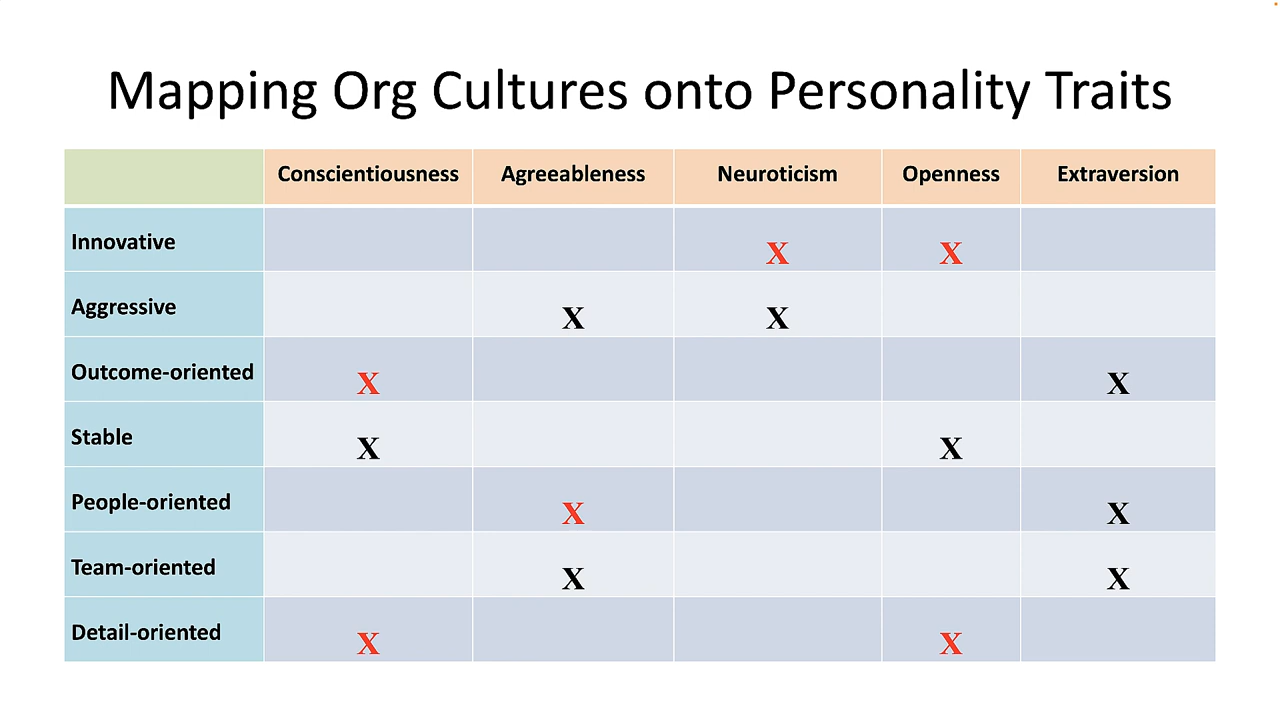 Mapping Org Cultures onto Personality Traits
Conscientiousness Agreeableness Neuroticism Openness Extraversion
Innovative X X
Aggressive X X
Outcome-oriented X X
Stable X X
People-oriented X X
Team-oriented X X
Detail-oriented X X